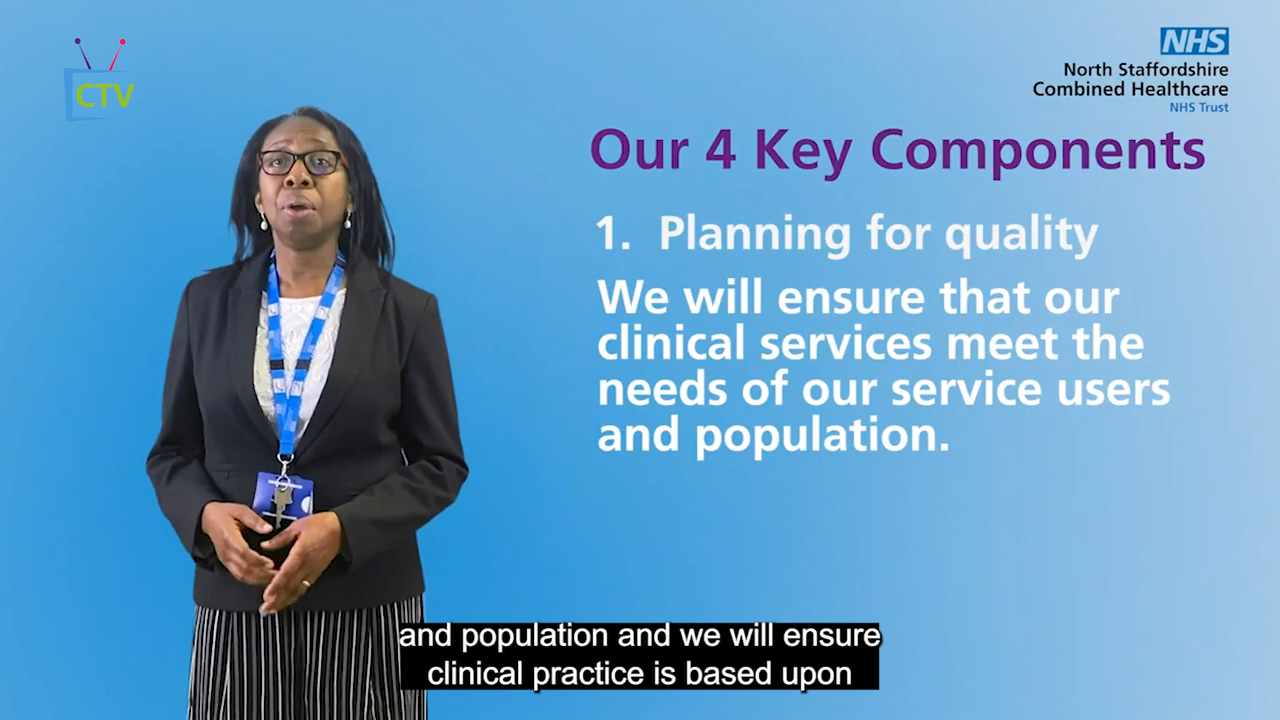 CTV
NHS
North Staffordshire
Combined Healthcare
NHS Trust
Our 4 Key Components
1. Planning for quality
We will ensure that our
clinical services meet the
needs of our service users
and population.
and population and we will ensure
clinical practice is based upon